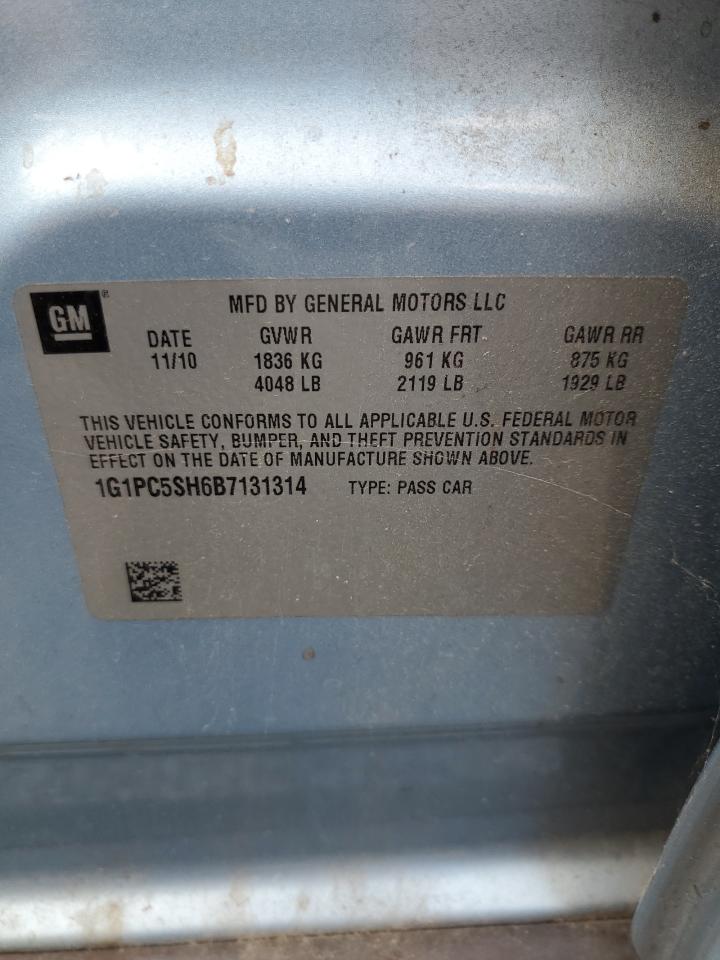 GM®
MFD BY GENERAL MOTORS LLC
DATE GVWR GAWR FRT GAWR RR
11/10 1836 KG 961 KG 875 KG
4048 LB 2119 LB 1929 LB
THIS VEHICLE CONFORMS TO ALL APPLICABLE U.S. FEDERAL MOTOR
VEHICLE SAFETY, BUMPER, AND THEFT PREVENTION STANDARDS IN
EFFECT ON THE DATE OF MANUFACTURE SHOWN ABOVE.
1G1PC5SH6B7131314 TYPE: PASS CAR